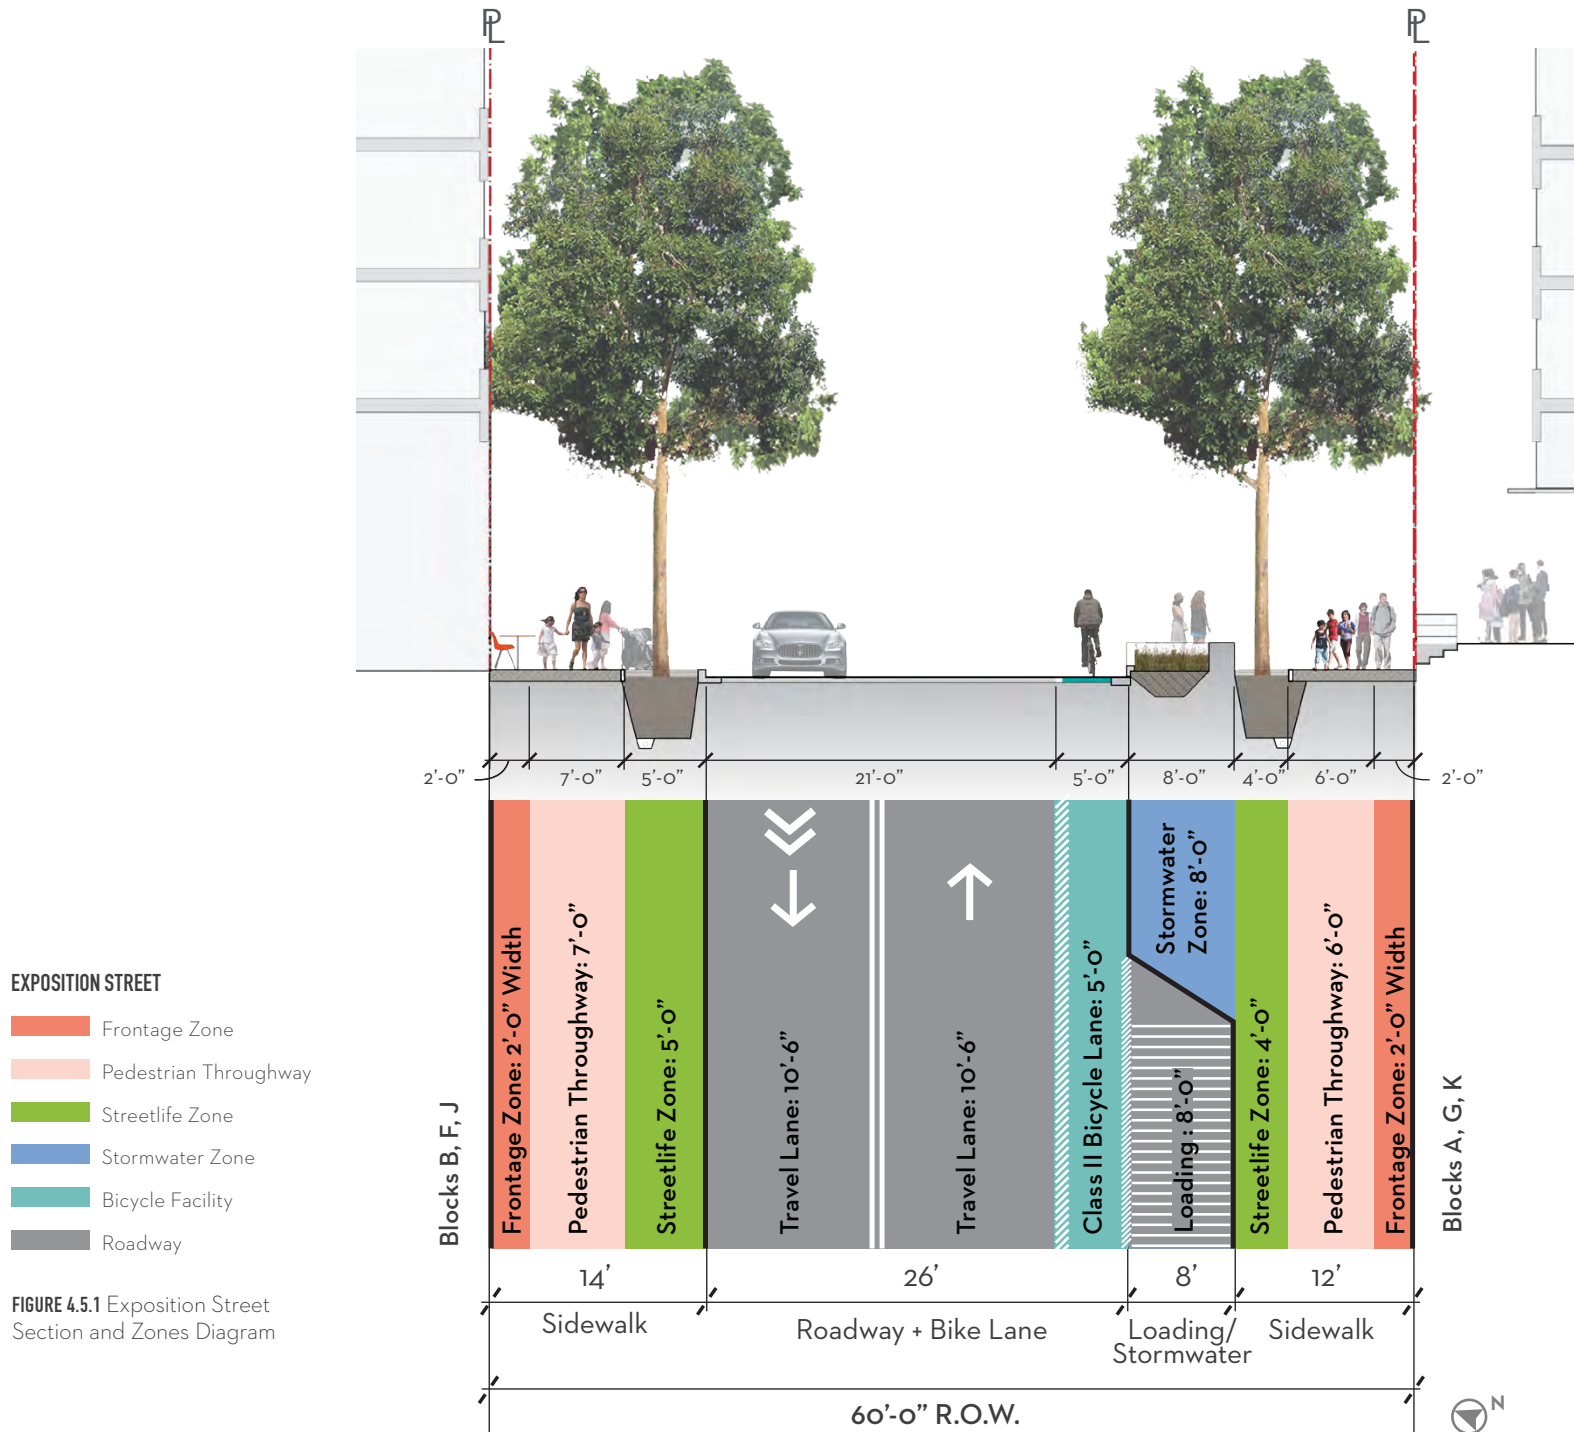 PL
PL
2'-0" 7'-0" 5'-0" 21'-0" 5'-0" 8'-0" 4'-0" 6'-0" 2'-0"
Blocks B, F, J
Frontage Zone: 2'-0" Width
Pedestrian Throughway: 7'-0"
Streetlife Zone: 5'-0"
Travel Lane: 10'-6"
Travel Lane: 10'-6"
Class II Bicycle Lane: 5'-0"
Stormwater
Zone: 8'-0"
Loading : 8'-0"
Streetlife Zone: 4'-0"
Pedestrian Throughway: 6'-0"
Frontage Zone: 2'-0" Width
Blocks A, G, K
EXPOSITION STREET
Frontage Zone
Pedestrian Throughway
Streetlife Zone
Stormwater Zone
Bicycle Facility
Roadway
FIGURE 4.5.1 Exposition Street
Section and Zones Diagram
14' 26' 8' 12'
Sidewalk Roadway + Bike Lane Loading/ Sidewalk
Stormwater
60'-0" R.O.W.
N